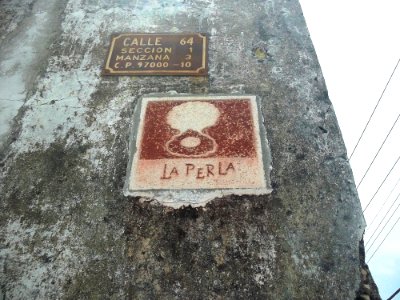 CALLE 64
SECCION 1
MANZANA 3
C.P. 97000-10
LA PERLA